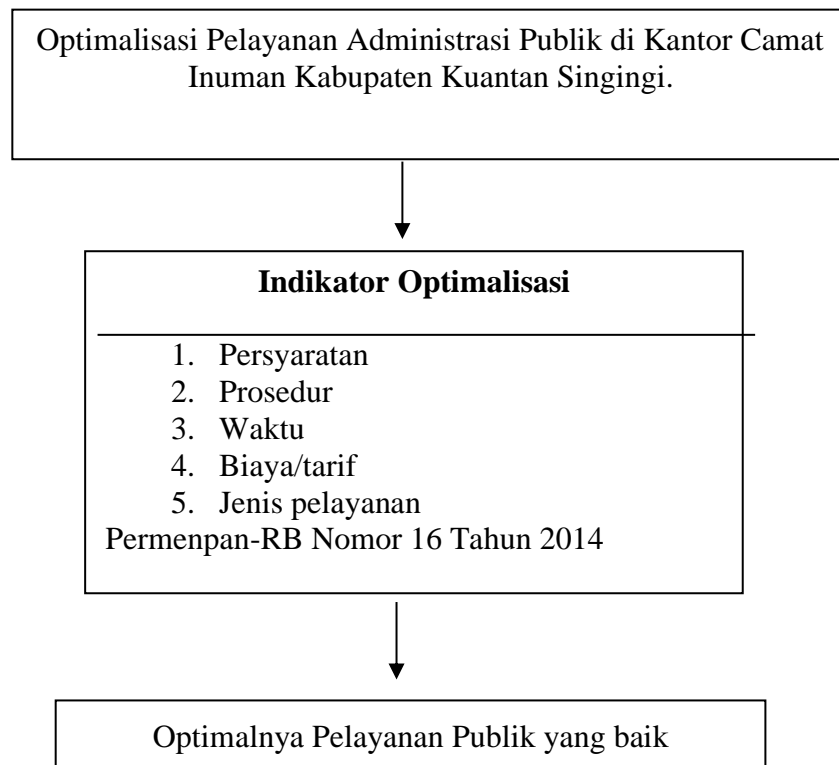 Optimalisasi Pelayanan Administrasi Publik di Kantor Camat
Inuman Kabupaten Kuantan Singingi.
Indikator Optimalisasi
1. Persyaratan
2. Prosedur
3. Waktu
4. Biaya/tarif
5. Jenis pelayanan
Permenpan-RB Nomor 16 Tahun 2014
Optimalnya Pelayanan Publik yang baik